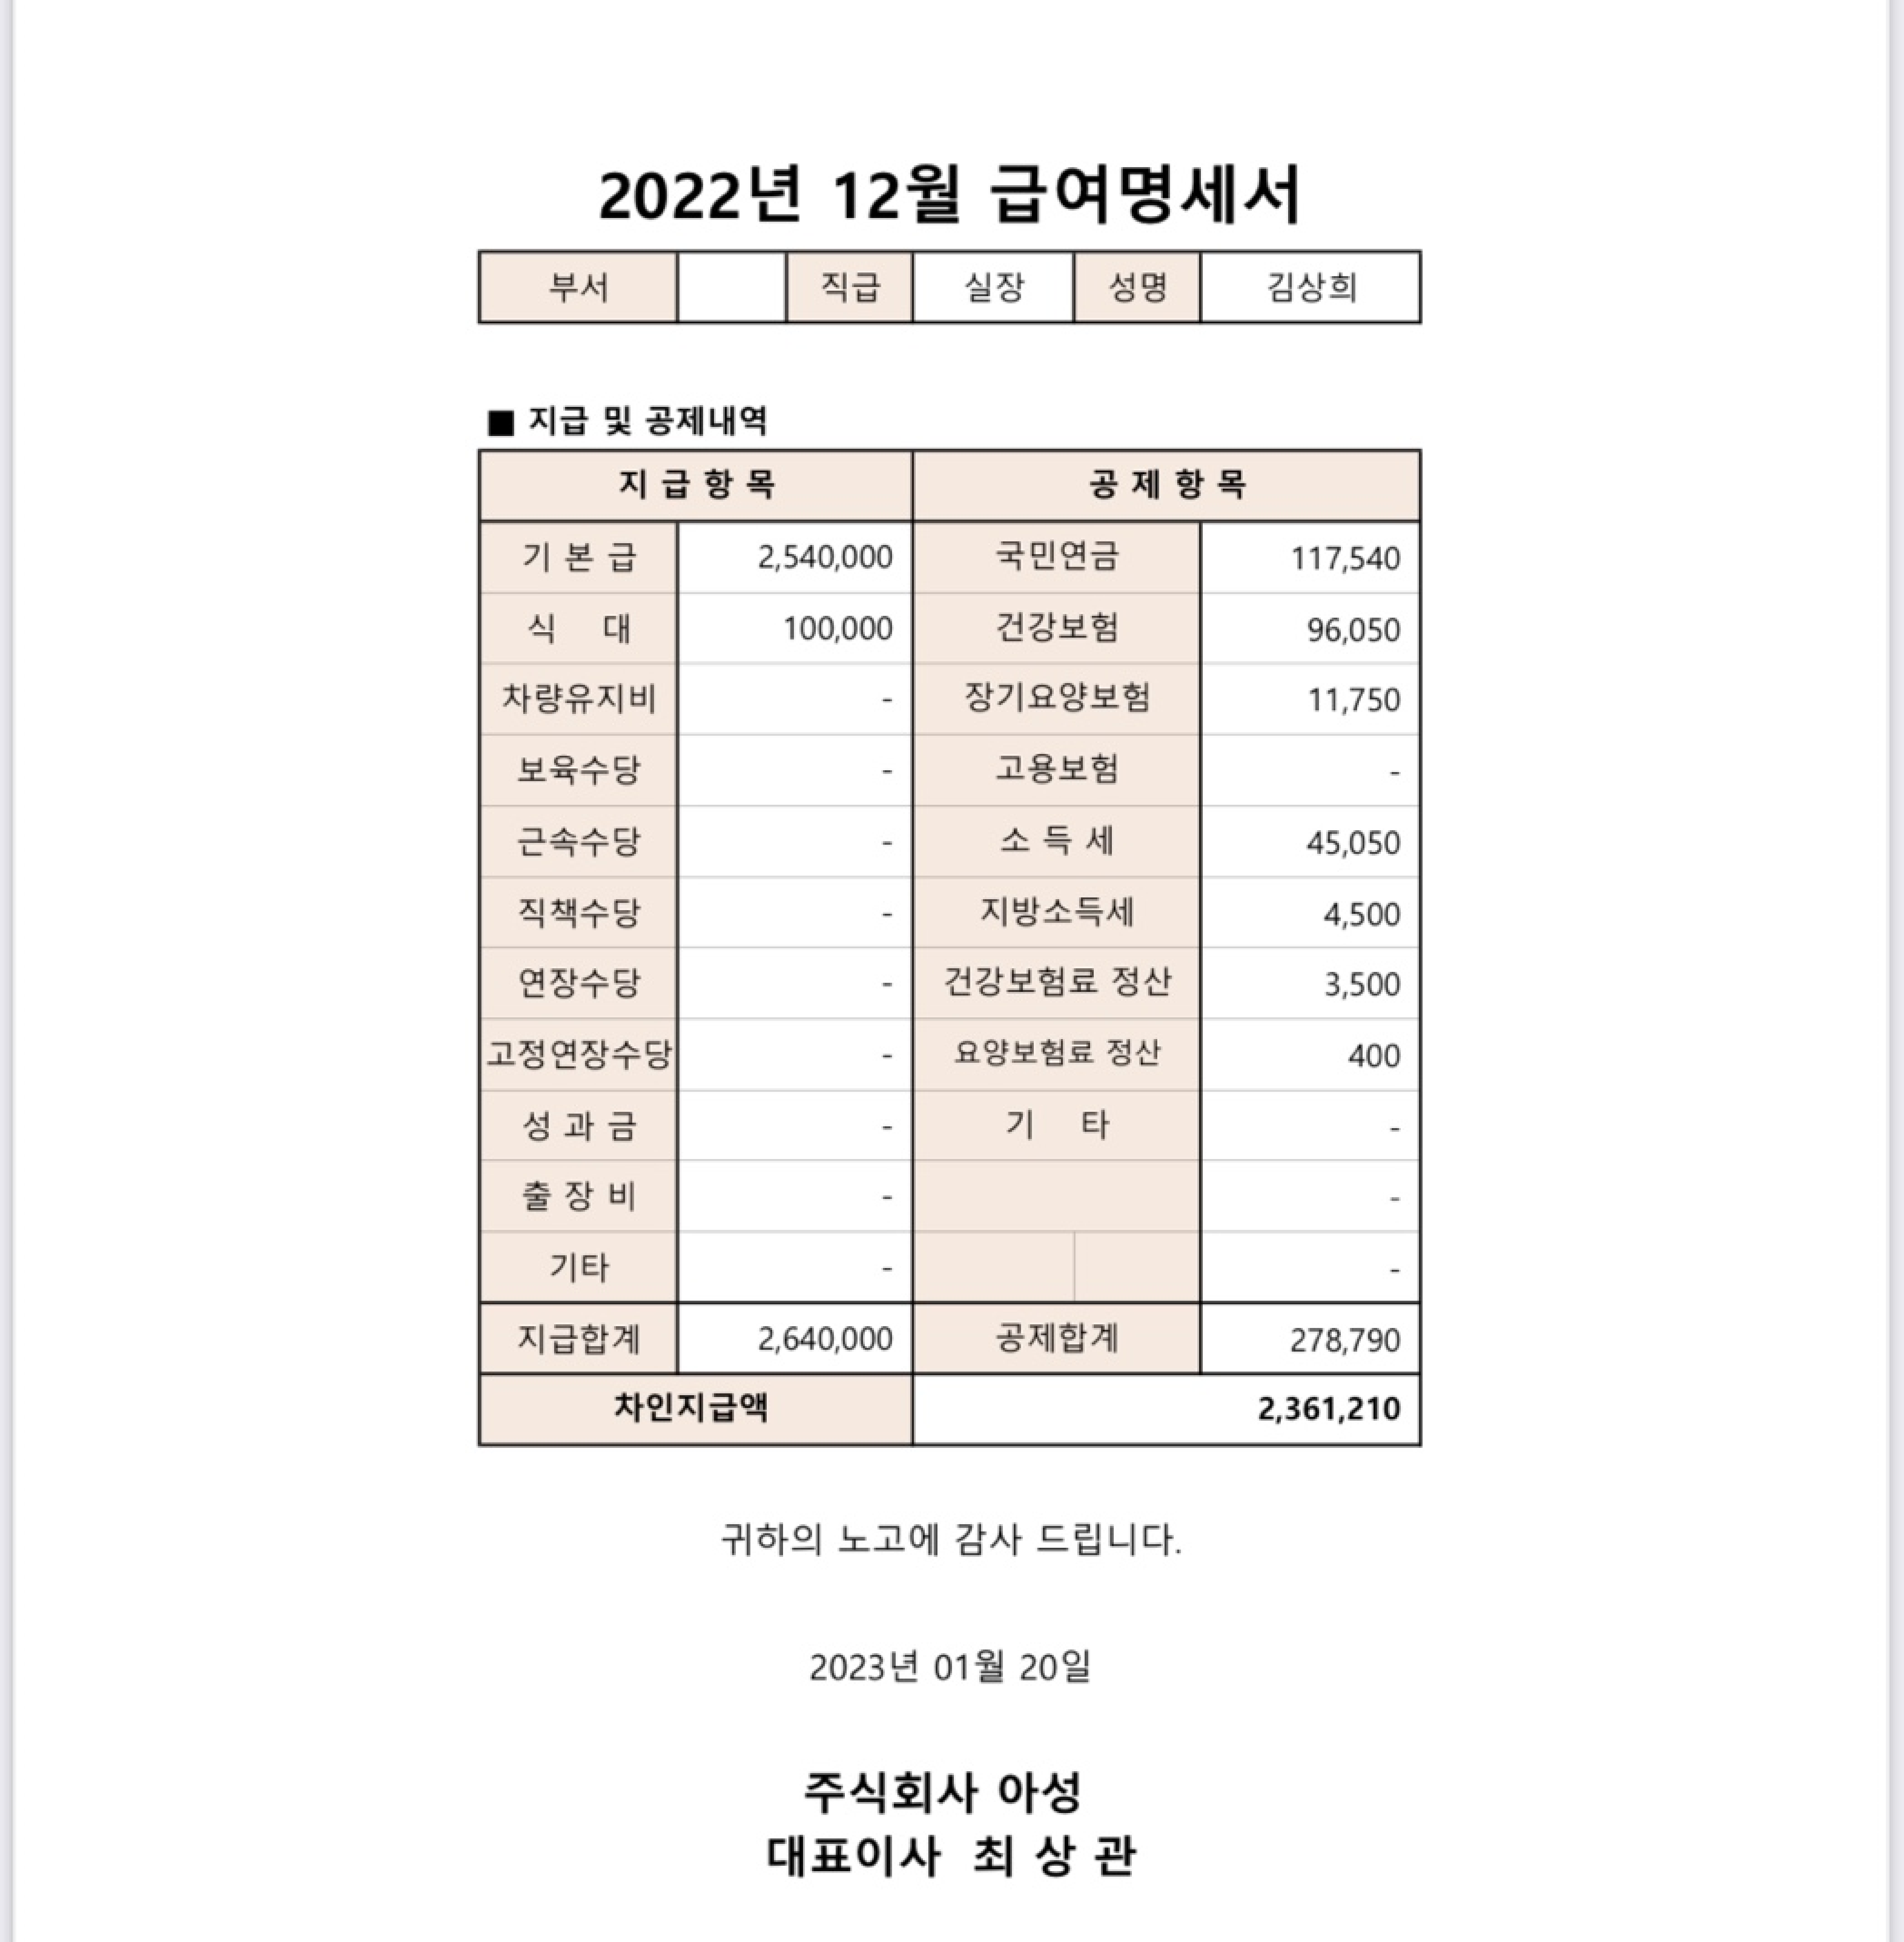 2022년 12월 급여명세서
부서 직급 실장 성명 김상희
■ 지급 및 공제내역
지 급 항 목 공 제 항 목
기 본 급 2,540,000 국민연금 117,540
식 대 100,000 건강보험 96,050
차량유지비 - 장기요양보험 11,750
보육수당 - 고용보험 -
근속수당 - 소 득 세 45,050
직책수당 - 지방소득세 4,500
연장수당 - 건강보험료 정산 3,500
고정연장수당 - 요양보험료 정산 400
성 과 금 - 기 타 -
출 장 비 - -
기타 - -
지급합계 2,640,000 공제합계 278,790
차인지급액 2,361,210
귀하의 노고에 감사 드립니다.
2023년 01월 20일
주식회사 아성
대표이사 최 상 관